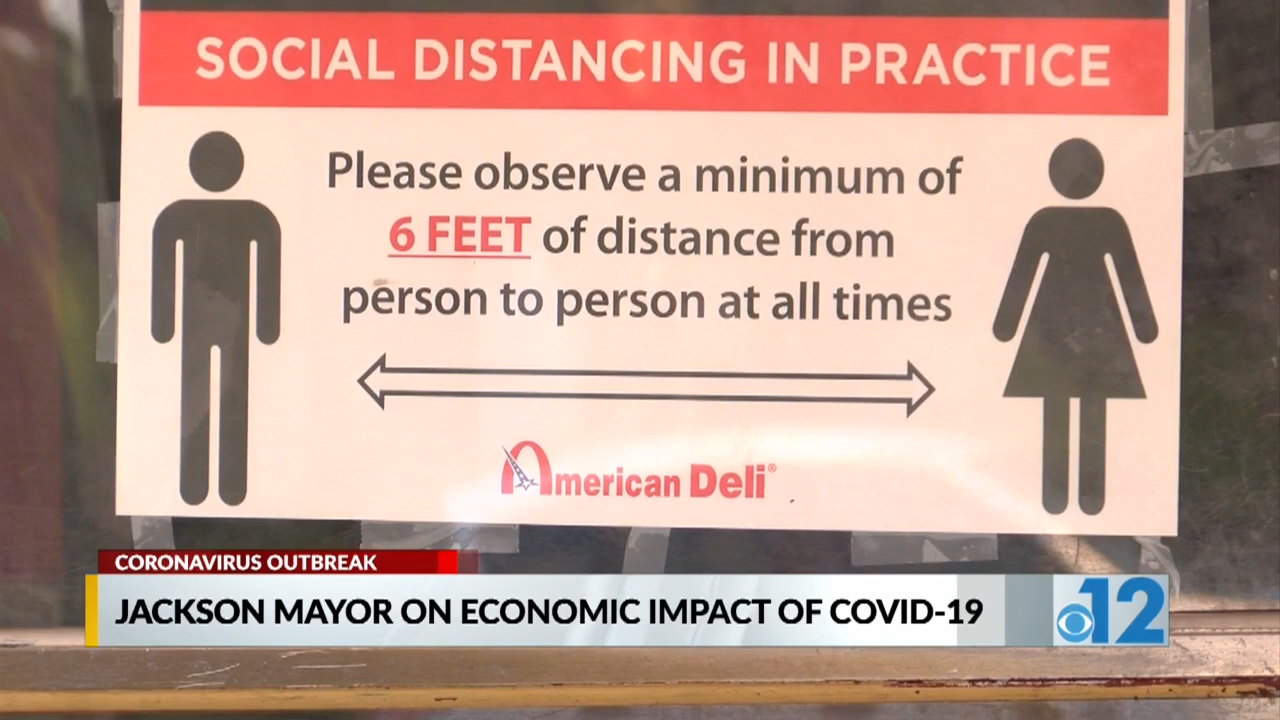 SOCIAL DISTANCING IN PRACTICE
Please observe a minimum of
6 FEET of distance from
person to person at all times
American Deli®
CORONAVIRUS OUTBREAK
JACKSON MAYOR ON ECONOMIC IMPACT OF COVID-19
12